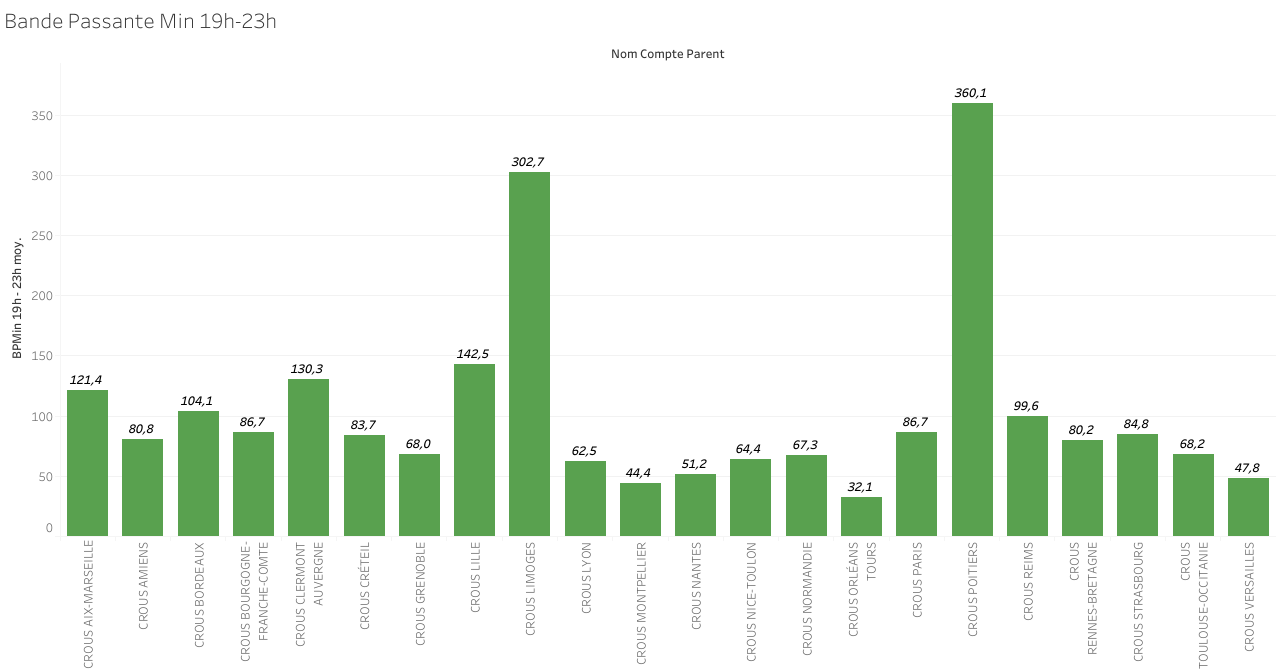 Bande Passante Min 19h-23h
Nom Compte Parent
BPMin 19h - 23h moy.
350
300
250
200
150
100
50
0
121,4
80,8
104,1
86,7
130,3
83,7
68,0
142,5
302,7
62,5
44,4
51,2
64,4
67,3
32,1
86,7
360,1
99,6
80,2
84,8
68,2
47,8
CROUS AIX-MARSEILLE
CROUS AMIENS
CROUS BORDEAUX
CROUS BOURGOGNE-
FRANCHE-COMTE
CROUS CLERMONT
AUVERGNE
CROUS CRÉTEIL
CROUS GRENOBLE
CROUS LILLE
CROUS LIMOGES
CROUS LYON
CROUS MONTPELLIER
CROUS NANTES
CROUS NICE-TOULON
CROUS NORMANDIE
CROUS ORLÉANS
TOURS
CROUS PARIS
CROUS POITIERS
CROUS REIMS
CROUS
RENNES-BRETAGNE
CROUS STRASBOURG
CROUS
TOULOUSE-OCCITANIE
CROUS VERSAILLES